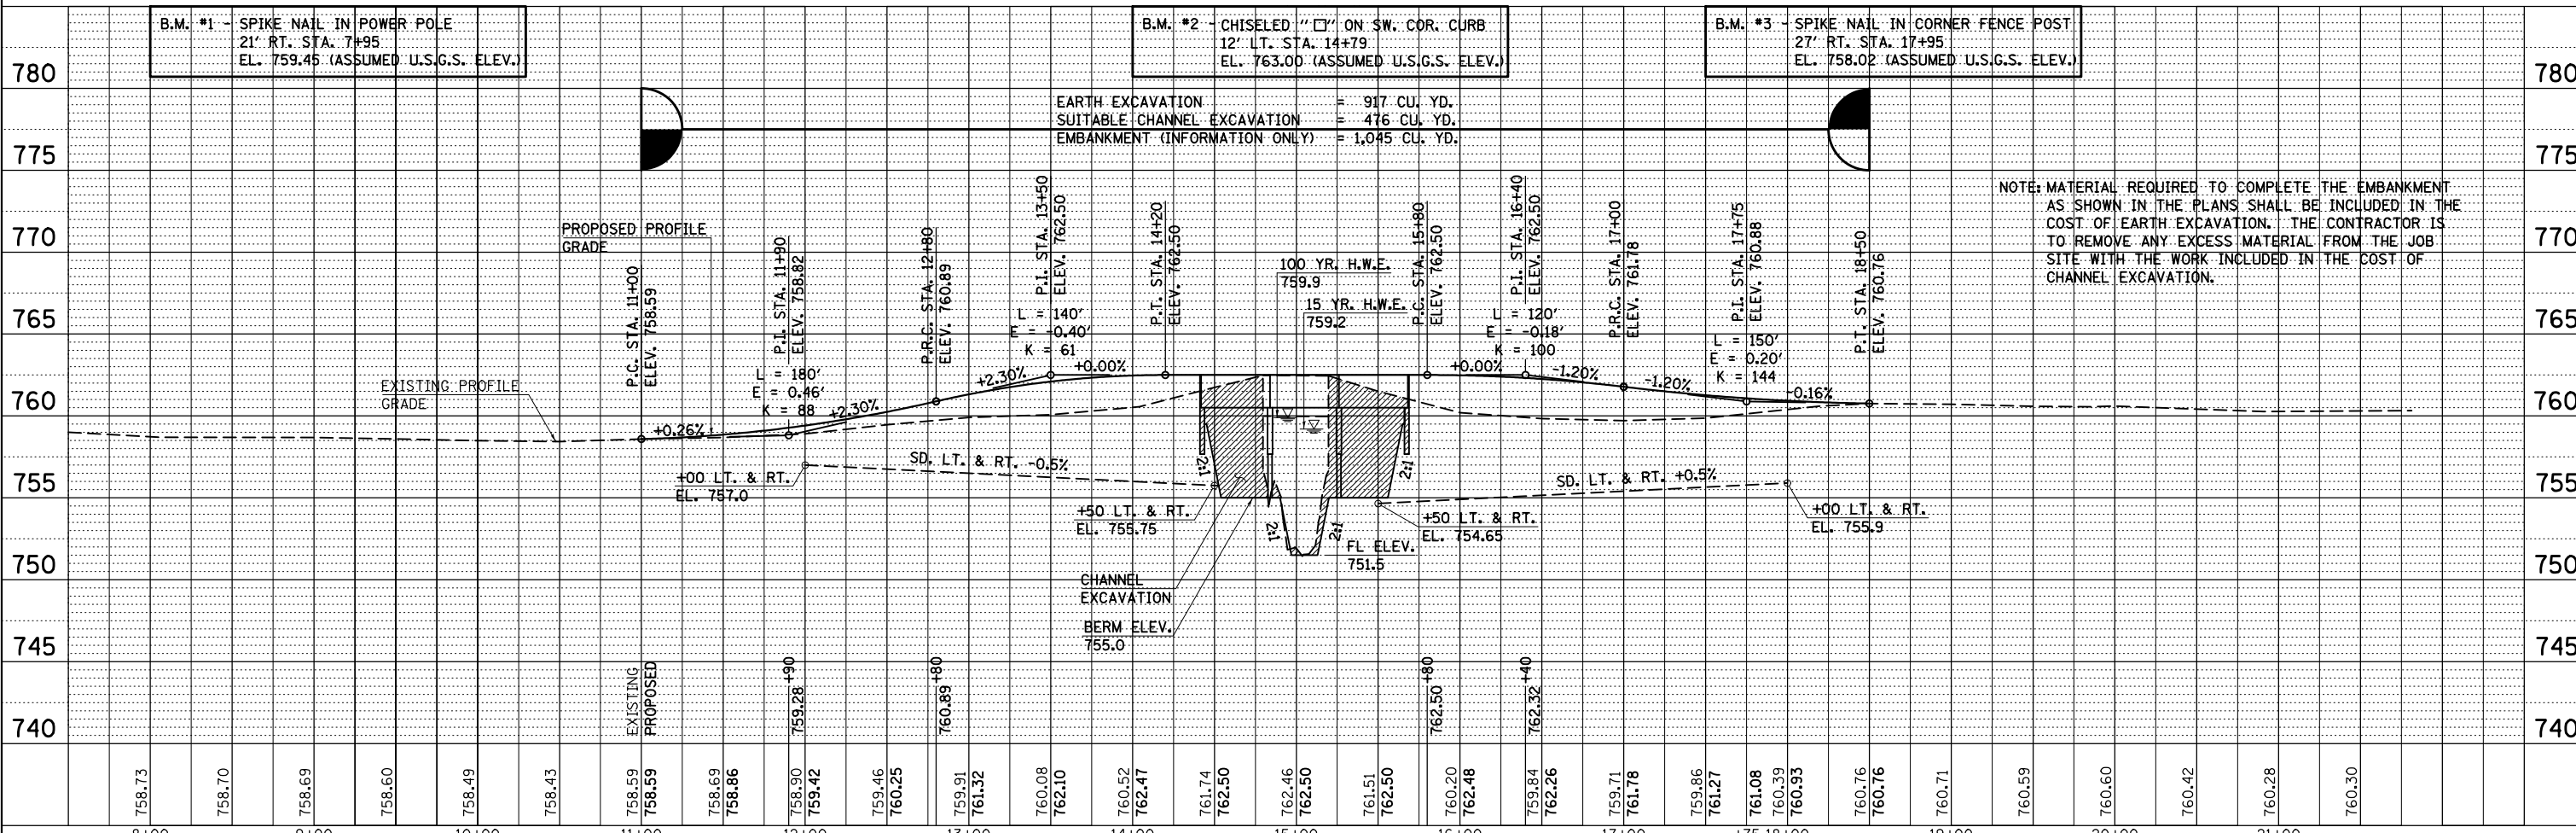 B.M. #1 - SPIKE NAIL IN POWER POLE
21' RT. STA. 7+95
EL. 759.45 (ASSUMED U.S.G.S. ELEV.)
B.M. #2 - CHISELED "□" ON SW. COR. CURB
12' LT. STA. 14+79
EL. 763.00 (ASSUMED U.S.G.S. ELEV.)
B.M. #3 - SPIKE NAIL IN CORNER FENCE POST
27' RT. STA. 17+95
EL. 758.02 (ASSUMED U.S.G.S. ELEV.)
780
780
EARTH EXCAVATION = 917 CU. YD.
SUITABLE CHANNEL EXCAVATION = 476 CU. YD.
EMBANKMENT (INFORMATION ONLY) = 1,045 CU. YD.
775
775
NOTE: MATERIAL REQUIRED TO COMPLETE THE EMBANKMENT
AS SHOWN IN THE PLANS SHALL BE INCLUDED IN THE
COST OF EARTH EXCAVATION. THE CONTRACTOR IS
TO REMOVE ANY EXCESS MATERIAL FROM THE JOB
SITE WITH THE WORK INCLUDED IN THE COST OF
CHANNEL EXCAVATION.
770
770
PROPOSED PROFILE
GRADE
P.C. STA. 11+00
ELEV. 758.59
P.I. STA. 11+90
ELEV. 758.82
P.R.C. STA. 12+80
ELEV. 760.89
P.I. STA. 13+50
ELEV. 762.50
P.T. STA. 14+20
ELEV. 762.50
100 YR. H.W.E.
759.9
15 YR. H.W.E.
759.2
P.C. STA. 15+80
ELEV. 762.50
P.I. STA. 16+40
ELEV. 762.50
P.R.C. STA. 17+00
ELEV. 761.78
P.I. STA. 17+75
ELEV. 760.88
P.T. STA. 18+50
ELEV. 760.76
765
765
L = 180'
E = 0.46'
K = 88
L = 140'
E = -0.40'
K = 61
L = 120'
E = -0.18'
K = 100
L = 150'
E = 0.20'
K = 144
EXISTING PROFILE
GRADE
+0.26%
+2.30%
+2.30%
+0.00%
+0.00%
-1.20%
-1.20%
-0.16%
760
760
SD. LT. & RT. -0.5%
SD. LT. & RT. +0.5%
2:1
2:1
2:1
2:1
755
755
+00 LT. & RT.
EL. 757.0
+50 LT. & RT.
EL. 755.75
+50 LT. & RT.
EL. 754.65
+00 LT. & RT.
EL. 755.9
FL ELEV.
751.5
750
750
CHANNEL
EXCAVATION
BERM ELEV.
755.0
745
745
EXISTING
PROPOSED
+90
759.28
+80
760.89
+80
762.50
+40
762.32
740
740
758.73
758.70
758.69
758.60
758.49
758.43
758.59
758.59
758.69
758.86
758.90
759.42
759.46
760.25
759.91
761.32
760.08
762.10
760.52
762.47
761.74
762.50
762.46
762.50
761.51
762.50
760.20
762.48
759.84
762.26
759.71
761.78
759.86
761.27
761.08
760.39
760.93
760.76
760.76
760.71
760.59
760.60
760.42
760.28
760.30